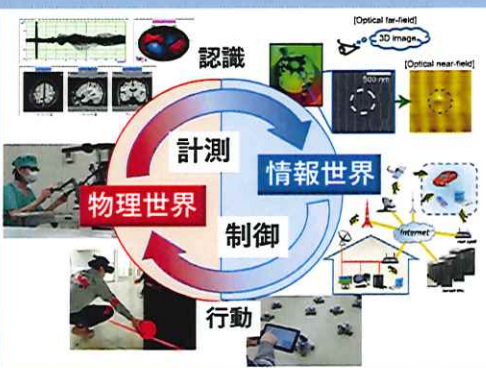 認識
[Optical far-field]
3D image
[Optical near-field]
500 nm
計測
情報世界
物理世界
制御
Internet
行動